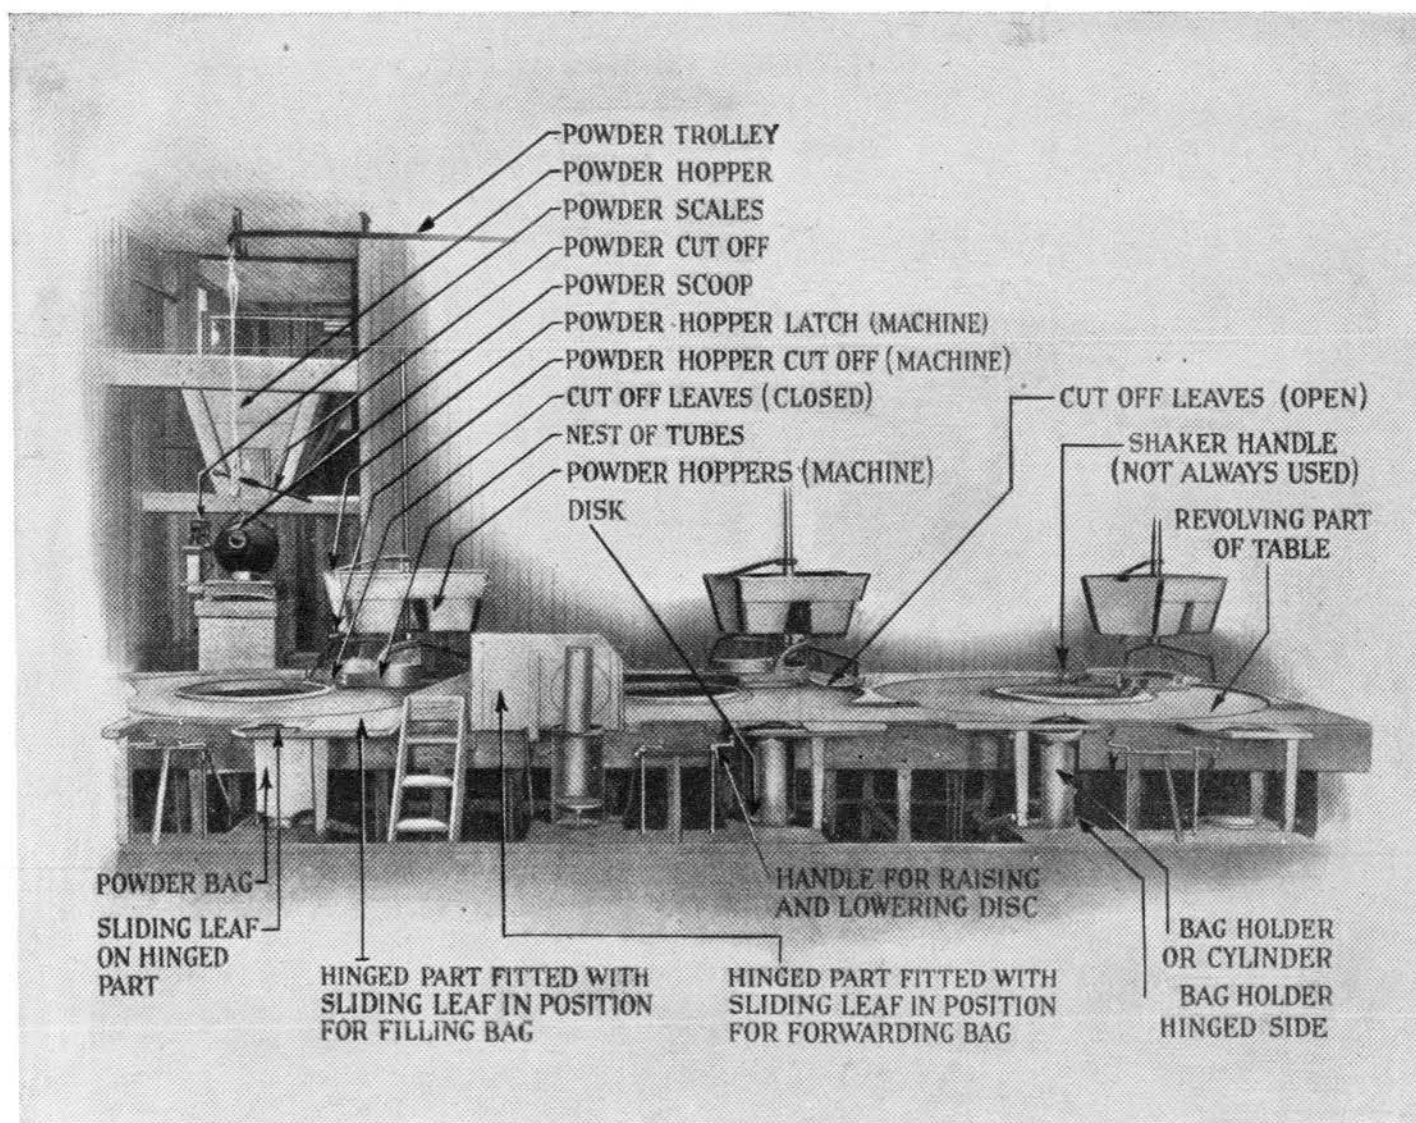 POWDER TROLLEY
POWDER HOPPER
POWDER SCALES
POWDER CUT OFF
POWDER SCOOP
POWDER HOPPER LATCH (MACHINE)
POWDER HOPPER CUT OFF (MACHINE)
CUT OFF LEAVES (CLOSED)
NEST OF TUBES
POWDER HOPPERS (MACHINE)
DISK
CUT OFF LEAVES (OPEN)
SHAKER HANDLE
(NOT ALWAYS USED)
REVOLVING PART
OF TABLE
POWDER BAG
SLIDING LEAF
ON HINGED
PART
HINGED PART FITTED WITH
SLIDING LEAF IN POSITION
FOR FILLING BAG
HANDLE FOR RAISING
AND LOWERING DISC
HINGED PART FITTED WITH
SLIDING LEAF IN POSITION
FOR FORWARDING BAG
BAG HOLDER
OR CYLINDER
BAG HOLDER
HINGED SIDE